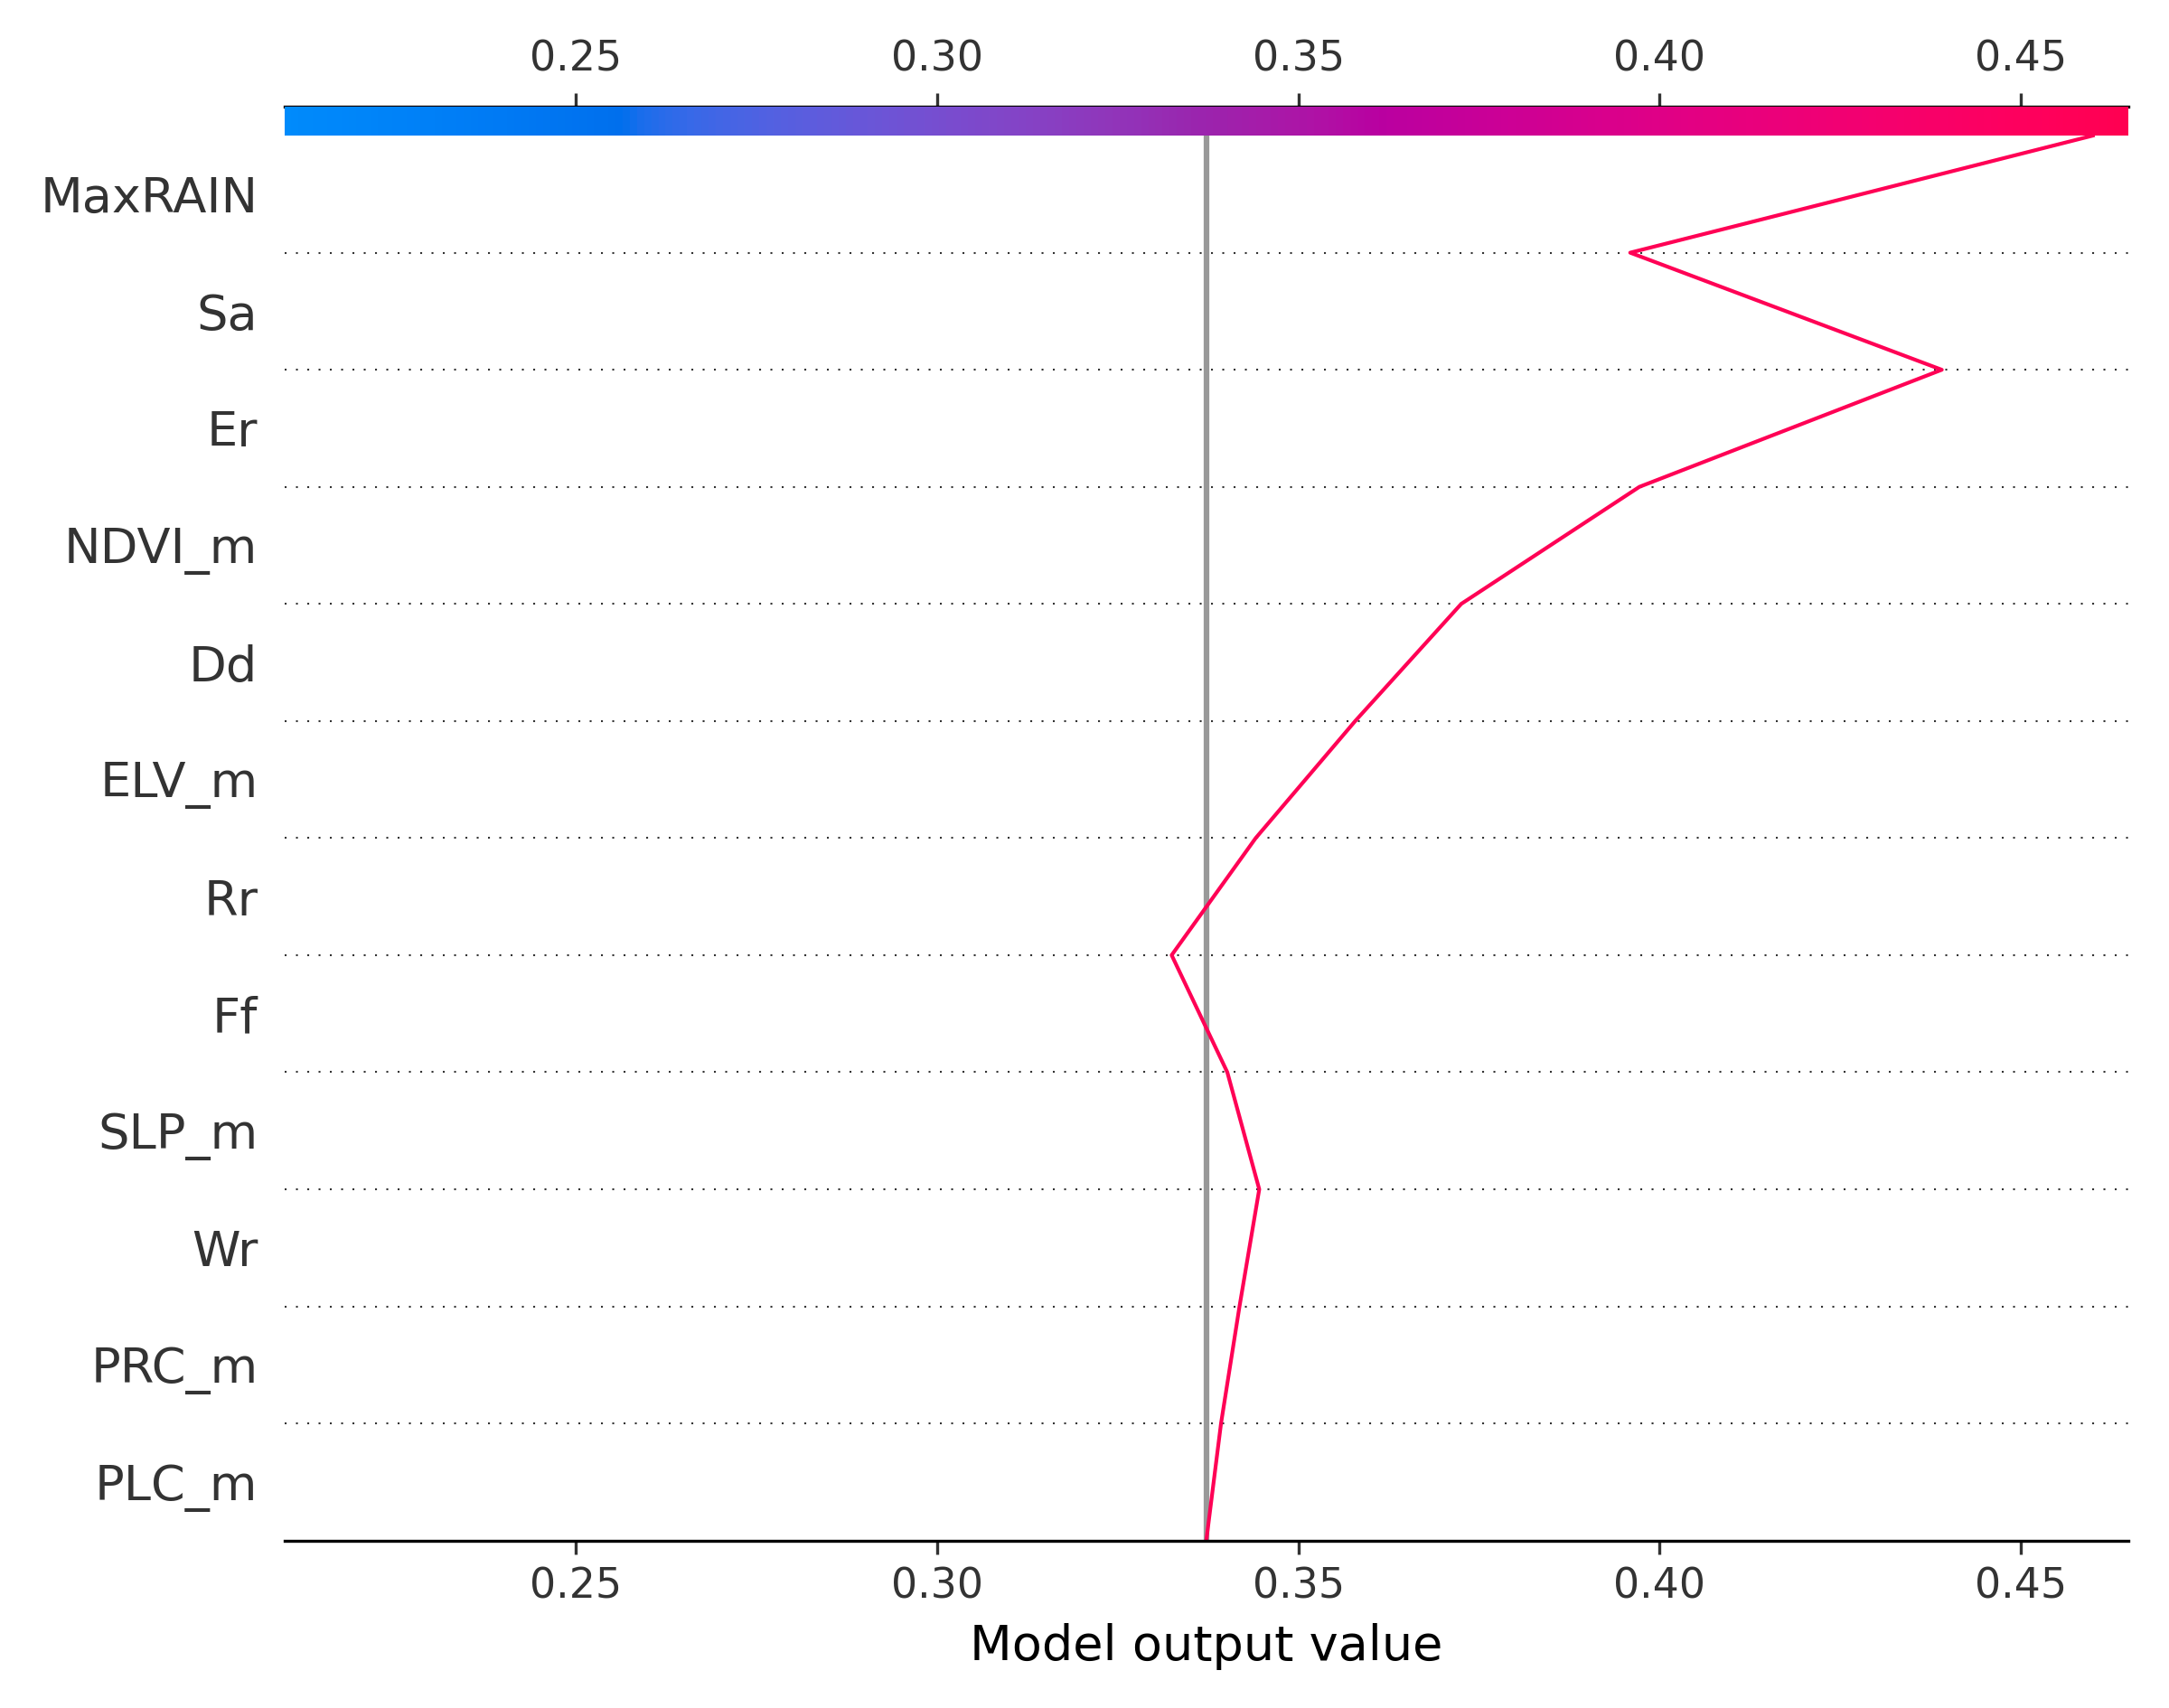 0.25 0.30 0.35 0.40 0.45
MaxRAIN
Sa
Er
NDVI_m
Dd
ELV_m
Rr
Ff
SLP_m
Wr
PRC_m
PLC_m
0.25 0.30 0.35 0.40 0.45
Model output value